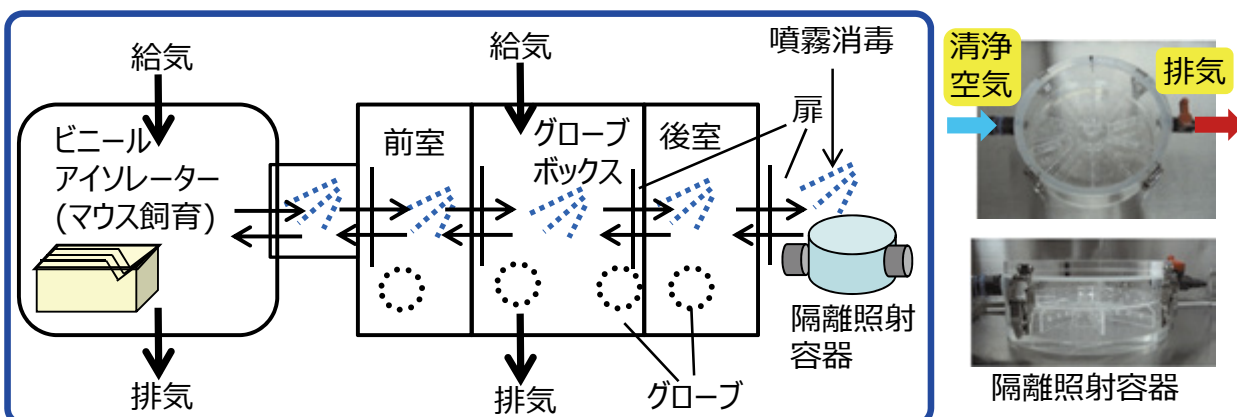 給気
給気
噴霧消毒
清浄
空気
排気
ビニール
アイソレーター
(マウス飼育)
前室
グローブ
ボックス
後室
扉
隔離照射
容器
排気
排気
グローブ
隔離照射容器